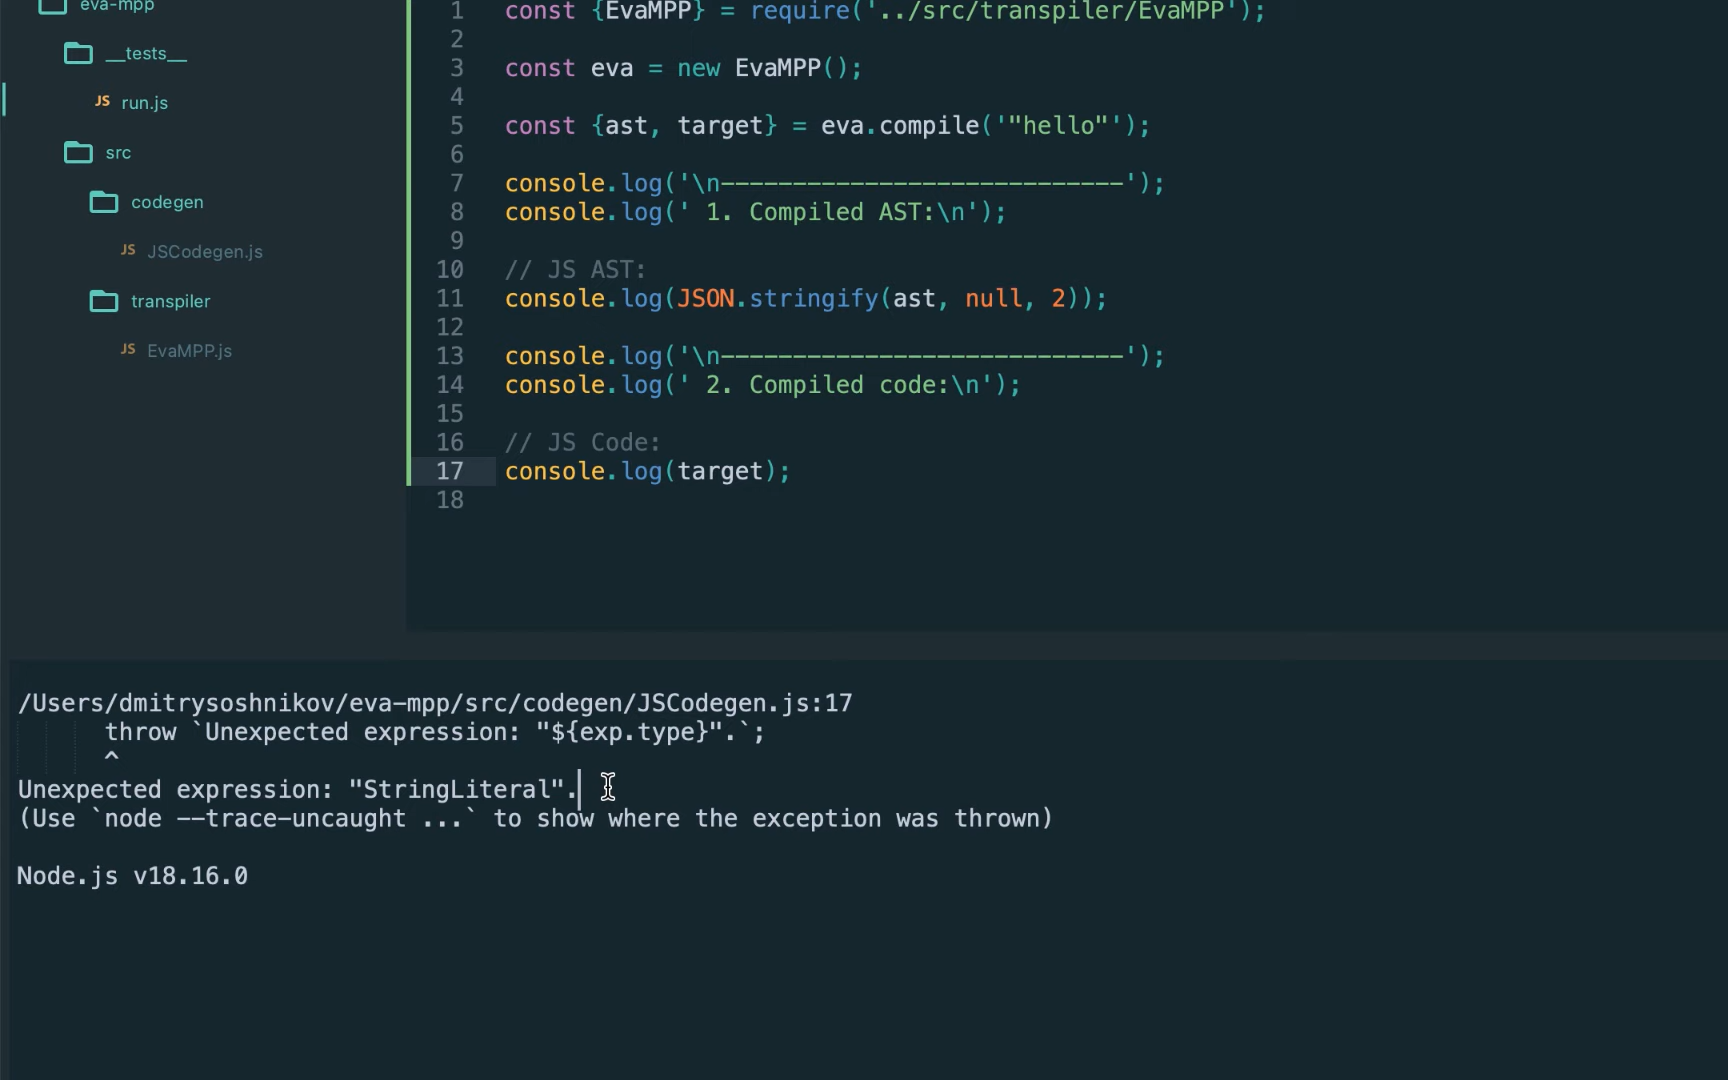 eva-mpp
__tests__
JS run.js
src
codegen
JS JSCodegen.js
transpiler
JS EvaMPP.js
1 const {EvaMPP} = require('../src/transpiler/EvaMPP');
2
3 const eva = new EvaMPP();
4
5 const {ast, target} = eva.compile('"hello"');
6
7 console.log('\n----------------------------');
8 console.log(' 1. Compiled AST:\n');
9
10 // JS AST:
11 console.log(JSON.stringify(ast, null, 2));
12
13 console.log('\n----------------------------');
14 console.log(' 2. Compiled code:\n');
15
16 // JS Code:
17 console.log(target);
18
/Users/dmitrysoshnikov/eva-mpp/src/codegen/JSCodegen.js:17
throw `Unexpected expression: "${exp.type}".`;
^
Unexpected expression: "StringLiteral".
(Use `node --trace-uncaught ...` to show where the exception was thrown)
Node.js v18.16.0